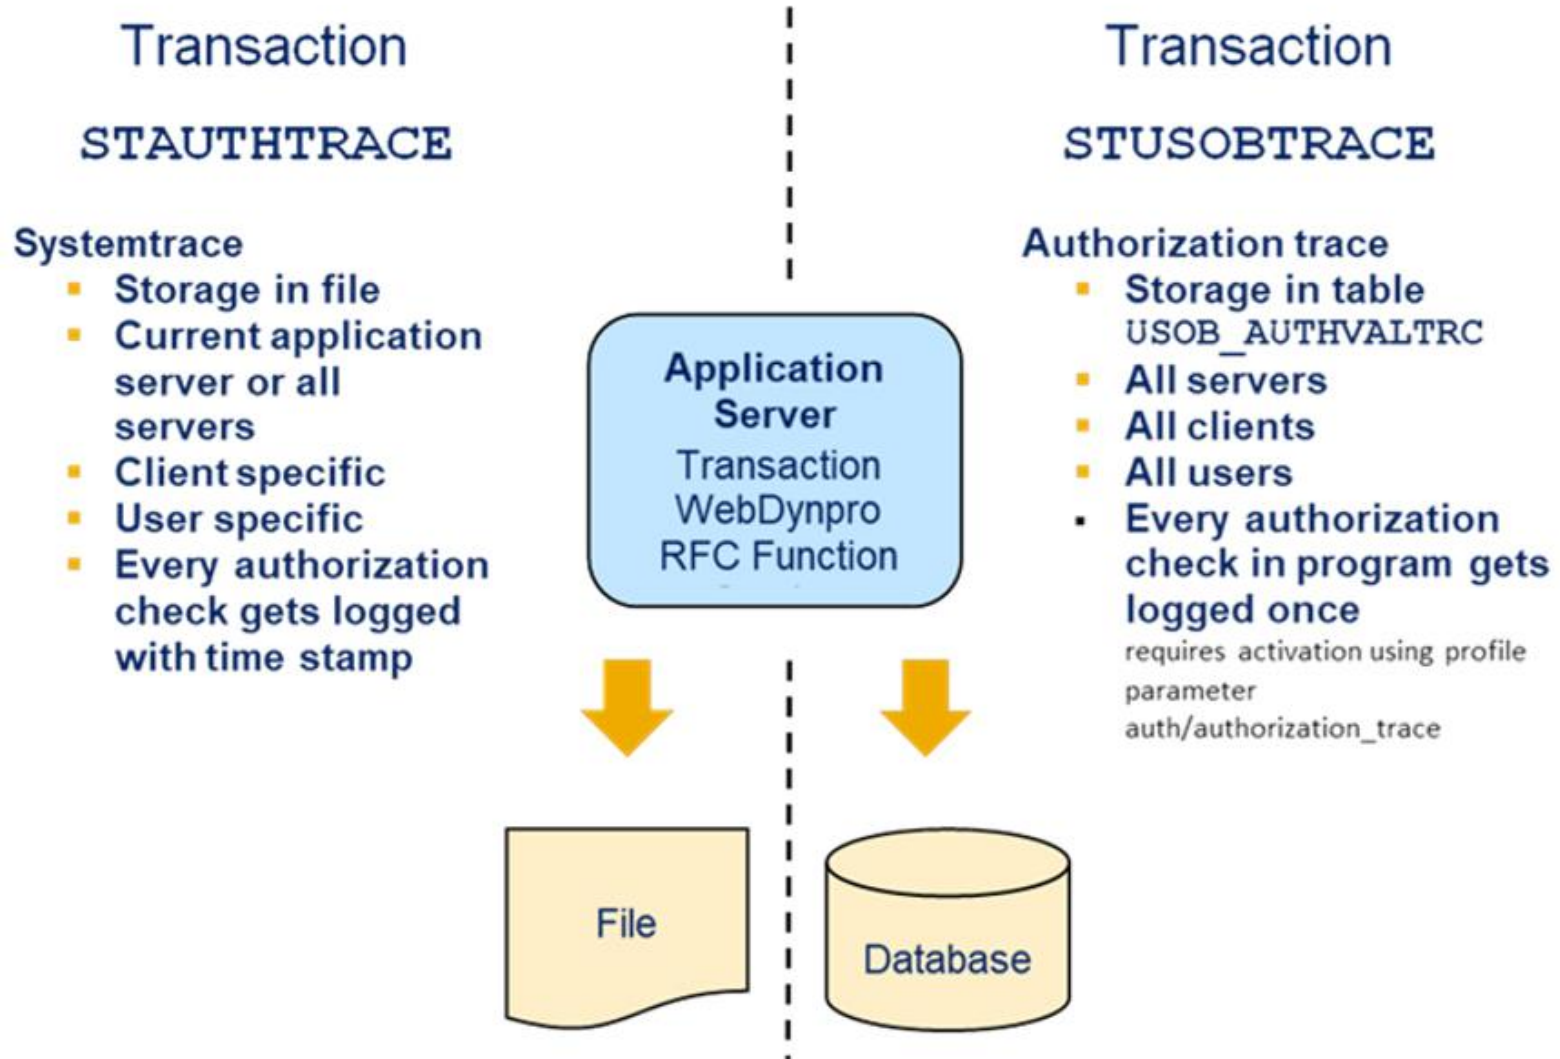 Transaction
STAUTHTRACE
Systemtrace
Storage in file
Current application
server or all
servers
Client specific
User specific
Every authorization
check gets logged
with time stamp
Application
Server
Transaction
WebDynpro
RFC Function
File
Transaction
STUSOBTRACE
Authorization trace
Storage in table
USOB_AUTHVALTRC
All servers
All clients
All users
Every authorization
check in program gets
logged once
requires activation using profile
parameter
auth/authorization_trace
Database